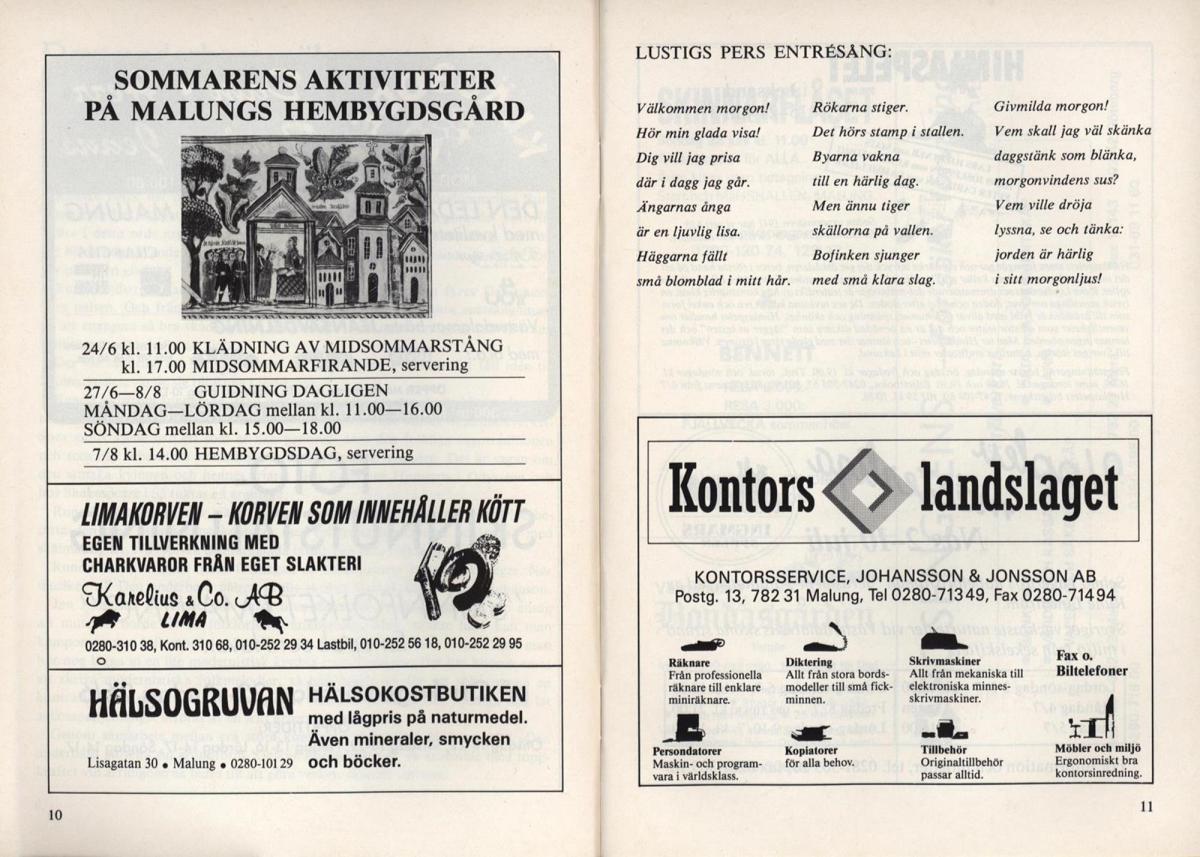 SOMMARENS AKTIVITETER
PÅ MALUNGS HEMBYGDSGÅRD
24/6 kl. 11.00 KLÄDNING AV MIDSOMMARSTÅNG
kl. 17.00 MIDSOMMARFIRANDE, servering
27/6—8/8 GUIDNING DAGLIGEN
MÅNDAG—LÖRDAG mellan kl. 11.00—16.00
SÖNDAG mellan kl. 15.00—18.00
7/8 kl. 14.00 HEMBYGDSDAG, servering
LIMAKORVEN – KORVEN SOM INNEHÅLLER KÖTT
EGEN TILLVERKNING MED
CHARKVAROR FRÅN EGET SLAKTERI
Karelius & Co. AB
LIMA
0280-310 38, Kont. 310 68, 010-252 29 34 Lastbil, 010-252 56 18, 010-252 29 95
HÄLSOGRUVAN
Lisagatan 30 • Malung • 0280-101 29
HÄLSOKOSTBUTIKEN
med lågpris på naturmedel.
Även mineraler, smycken
och böcker.
10
LUSTIGS PERS ENTRÉSÅNG:
Välkommen morgon!
Hör min glada visa!
Dig vill jag prisa
där i dagg jag går.
Ängarnas ånga
är en ljuvlig lisa.
Häggarna fällt
små blomblad i mitt hår.
Rökarna stiger.
Det hörs stamp i stallen.
Byarna vakna
till en härlig dag.
Men ännu tiger
skällorna på vallen.
Bofinken sjunger
med små klara slag.
Givmilda morgon!
Vem skall jag väl skänka
daggstänk som blänka,
morgonvindens sus?
Vem ville dröja
lyssna, se och tänka:
jorden är härlig
i sitt morgonljus!
Kontors landslaget
KONTORSSERVICE, JOHANSSON & JONSSON AB
Postg. 13, 782 31 Malung, Tel 0280-713 49, Fax 0280-714 94
Räknare
Från professionella
räknare till enklare
miniräknare.
Diktering
Allt från stora bords-
modeller till små fick-
minnen.
Skrivmaskiner
Allt från mekaniska till
elektroniska minnes-
skrivmaskiner.
Fax o.
Biltelefoner
Persondatorer
Maskin- och program-
vara i världsklass.
Kopiatorer
för alla behov.
Tillbehör
Originaltillbehör
passar alltid.
Möbler och miljö
Ergonomiskt bra
kontorsinredning.
11